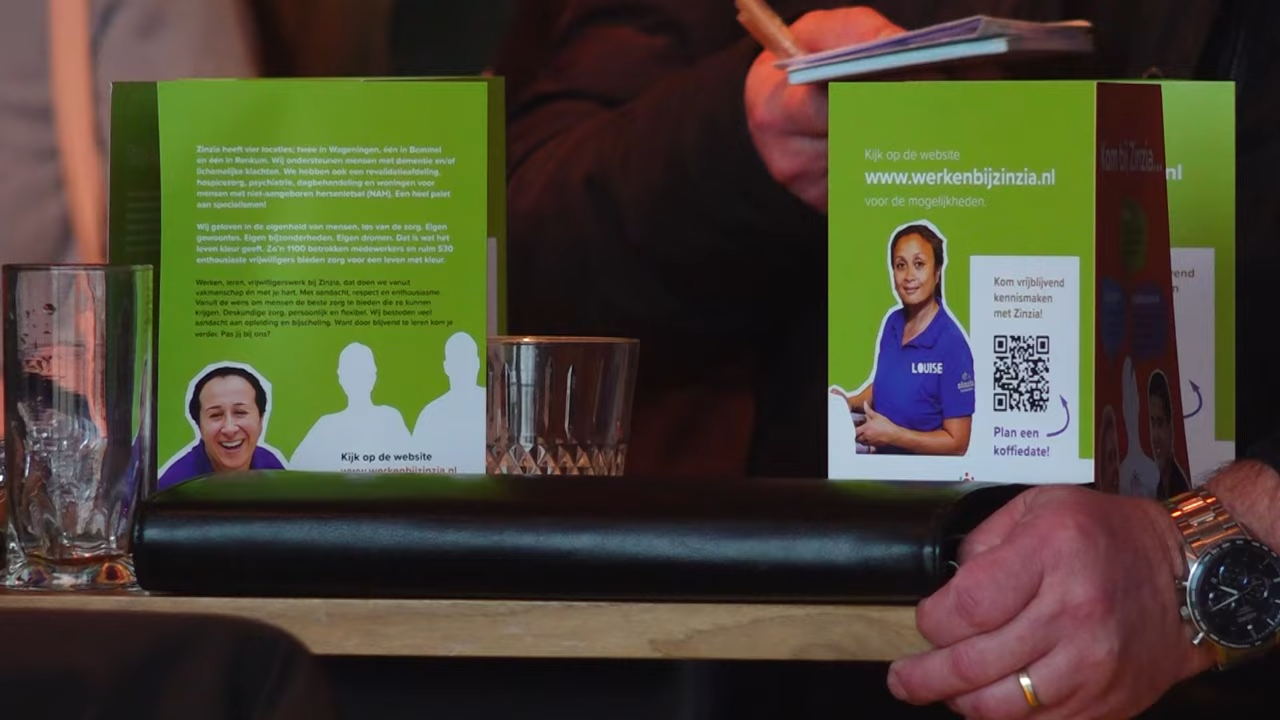 Zinzia heeft vier locaties; twee in Wageningen, één in Bemmel
en één in Renkum. Wij ondersteunen mensen met dementie en/of
lichamelijke klachten. We hebben ook een revalidatieafdeling,
hospicezorg, psychiatrie, dagbehandeling en woningen voor
mensen met niet-aangeboren hersenletsel (NAH). Een heel palet
aan specialismen!
Wij geloven in de eigenheid van mensen, los van de zorg. Eigen
gewoontes. Eigen bijzonderheden. Eigen dromen. Dat is wat het
leven kleur geeft. Zo'n 1100 betrokken medewerkers en ruim 530
enthousiaste vrijwilligers bieden zorg voor een leven met kleur.
Werken, leren, vrijwilligerswerk bij Zinzia, dat doen we vanuit
vakmanschap én met je hart. Met aandacht, respect en enthousiasme.
Vanuit de wens om mensen de beste zorg te bieden die ze kunnen
krijgen. Deskundige zorg, persoonlijk en flexibel. Wij besteden veel
aandacht aan opleiding en bijscholing. Want door blijvend te leren kom je
verder. Pas jij bij ons?
Kijk op de website
www.werkenbijzinzia.nl
Kijk op de website
www.werkenbijzinzia.nl
voor de mogelijkheden.
LOUISE
zinzia
Kom vrijblijvend
kennismaken
met Zinzia!
Plan een
koffiedate!
Kom bij Zinzia...
nl